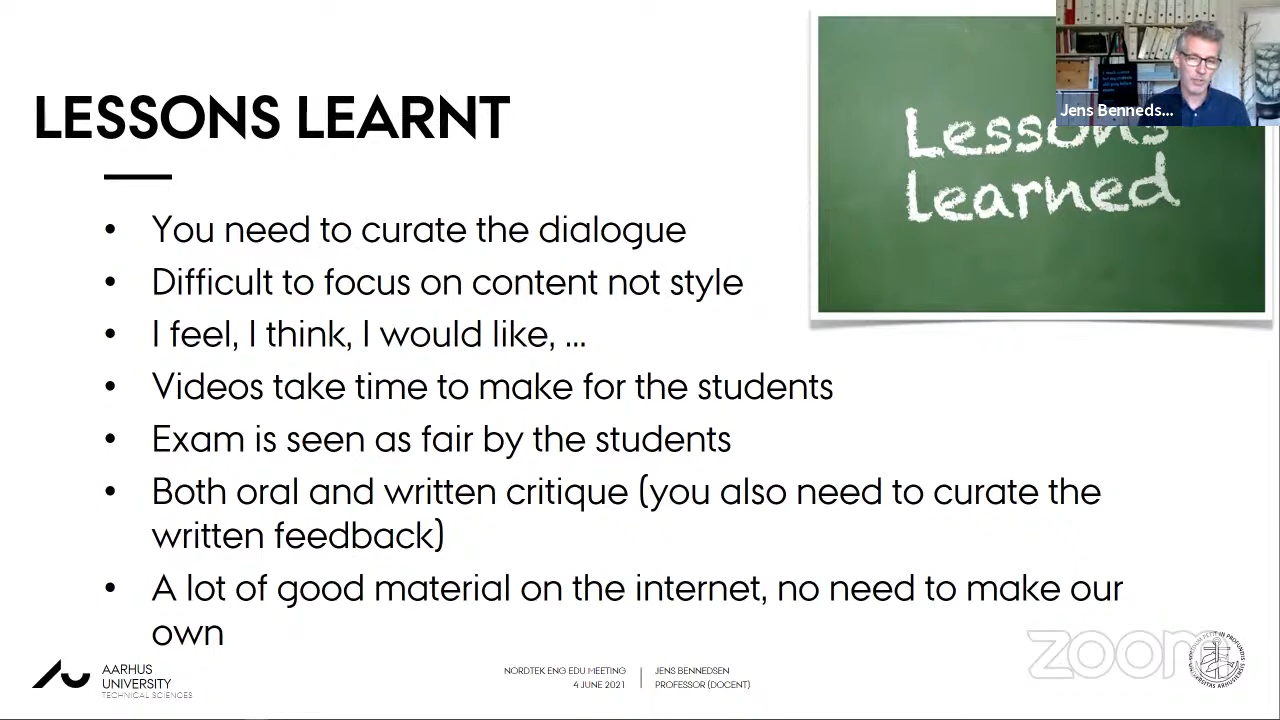 LESSONS LEARNT
• You need to curate the dialogue
• Difficult to focus on content not style
• I feel, I think, I would like, ...
• Videos take time to make for the students
• Exam is seen as fair by the students
• Both oral and written critique (you also need to curate the
written feedback)
• A lot of good material on the internet, no need to make our
own
Lessons
Learned
Jens Benneds...
AARHUS
UNIVERSITY
TECHNICAL SCIENCES
NORDTEK ENG EDU MEETING
4 JUNE 2021
JENS BENNEDSEN
PROFESSOR (DOCENT)
zoom